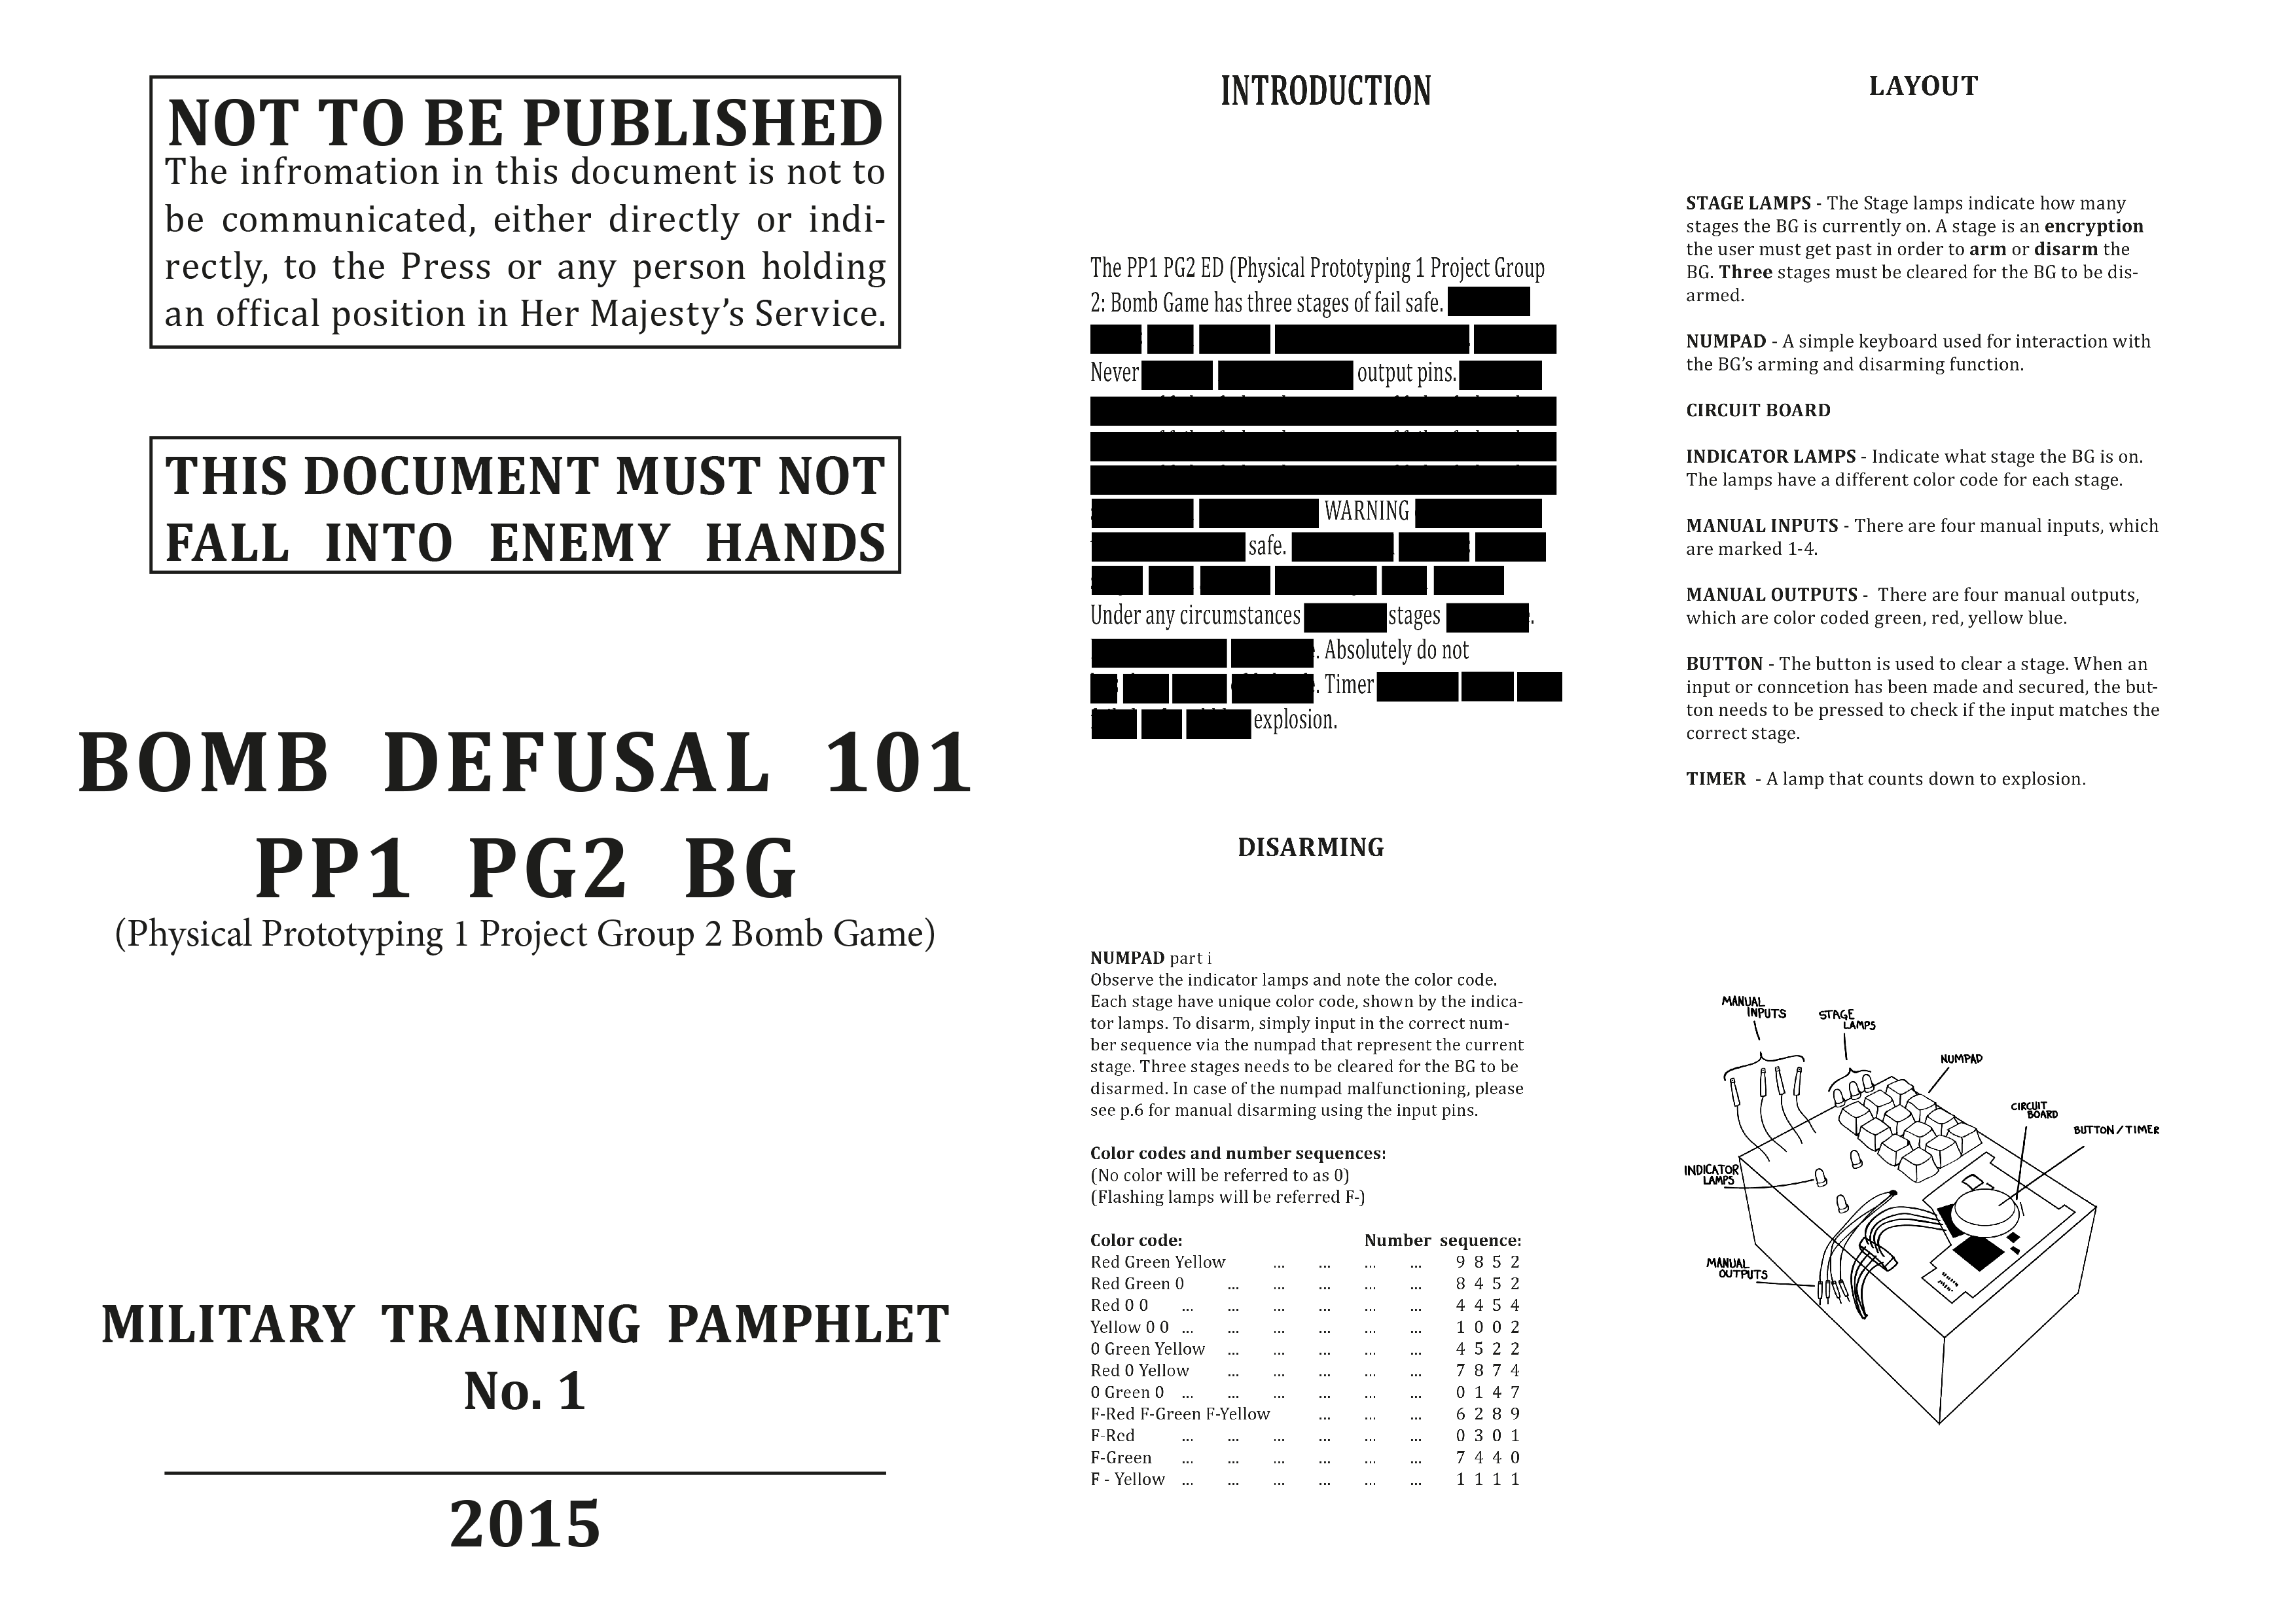 NOT TO BE PUBLISHED
The infromation in this document is not to
be communicated, either directly or indi-
rectly, to the Press or any person holding
an offical position in Her Majesty’s Service.
THIS DOCUMENT MUST NOT
FALL INTO ENEMY HANDS
BOMB DEFUSAL 101
PP1 PG2 BG
(Physical Prototyping 1 Project Group 2 Bomb Game)
MILITARY TRAINING PAMPHLET
No. 1
2015
INTRODUCTION
The PP1 PG2 ED (Physical Prototyping 1 Project Group
2: Bomb Game has three stages of fail safe.
Never output pins.
WARNING
safe.
Under any circumstances stages .
. Absolutely do not
. Timer
explosion.
DISARMING
NUMPAD part i
Observe the indicator lamps and note the color code.
Each stage have unique color code, shown by the indica-
tor lamps. To disarm, simply input in the correct num-
ber sequence via the numpad that represent the current
stage. Three stages needs to be cleared for the BG to be
disarmed. In case of the numpad malfunctioning, please
see p.6 for manual disarming using the input pins.
Color codes and number sequences:
(No color will be referred to as 0)
(Flashing lamps will be referred F-)
Color code: Number sequence:
Red Green Yellow ... ... ... ... 9 8 5 2
Red Green 0 ... ... ... ... ... 8 4 5 2
Red 0 0 ... ... ... ... ... ... 4 4 5 4
Yellow 0 0 ... ... ... ... ... ... 1 0 0 2
0 Green Yellow ... ... ... ... ... 4 5 2 2
Red 0 Yellow ... ... ... ... ... 7 8 7 4
0 Green 0 ... ... ... ... ... ... 0 1 4 7
F-Red F-Green F-Yellow ... ... ... 6 2 8 9
F-Red ... ... ... ... ... ... 0 3 0 1
F-Green ... ... ... ... ... ... 7 4 4 0
F - Yellow ... ... ... ... ... ... 1 1 1 1
LAYOUT
STAGE LAMPS - The Stage lamps indicate how many
stages the BG is currently on. A stage is an encryption
the user must get past in order to arm or disarm the
BG. Three stages must be cleared for the BG to be dis-
armed.
NUMPAD - A simple keyboard used for interaction with
the BG’s arming and disarming function.
CIRCUIT BOARD
INDICATOR LAMPS - Indicate what stage the BG is on.
The lamps have a different color code for each stage.
MANUAL INPUTS - There are four manual inputs, which
are marked 1-4.
MANUAL OUTPUTS - There are four manual outputs,
which are color coded green, red, yellow blue.
BUTTON - The button is used to clear a stage. When an
input or conncetion has been made and secured, the but-
ton needs to be pressed to check if the input matches the
correct stage.
TIMER - A lamp that counts down to explosion.
MANUAL
INPUTS
STAGE
LAMPS
NUMPAD
CIRCUIT
BOARD
BUTTON / TIMER
INDICATOR
LAMPS
MANUAL
OUTPUTS